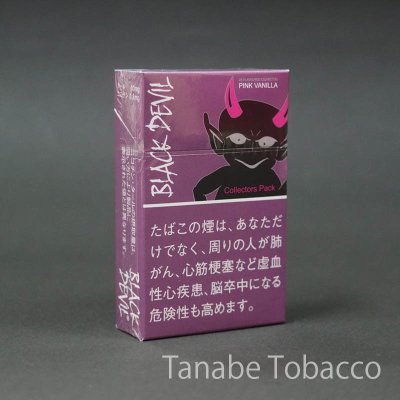 PINK VANILLA
BLACK DEVIL
Collectors Pack
たばこの煙は、あなただ
けでなく、周りの人が肺
がん、心筋梗塞など虚血
性心疾患、脳卒中になる
危険性も高めます。
BLACK
DEVIL
Tanabe Tobacco